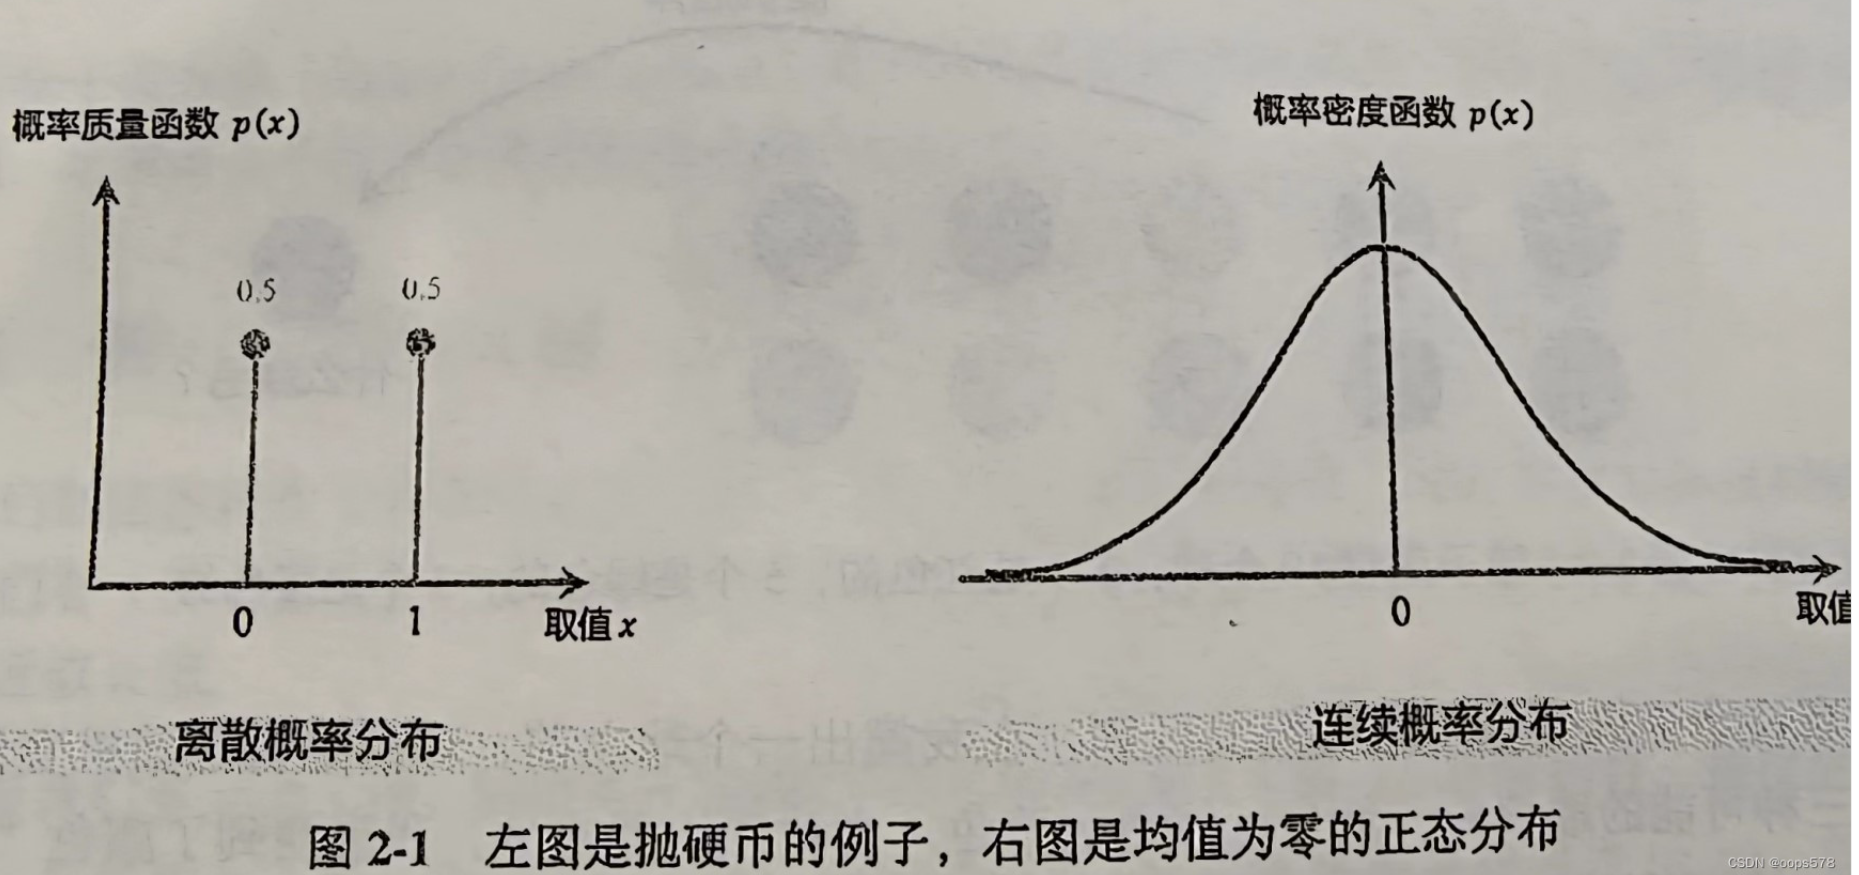 概率质量函数 p(x)
概率密度函数 p(x)
0.5
0.5
0
1
取值 x
0
取值
离散概率分布
连续概率分布
图 2-1 左图是抛硬币的例子，右图是均值为零的正态分布
CSDN @oops578